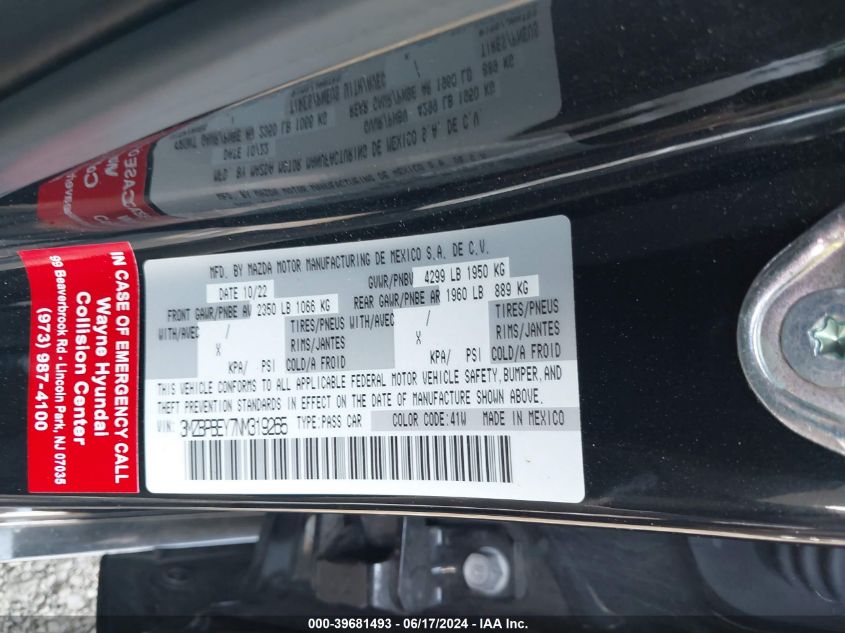 IN CASE OF EMERGENCY CALL
Wayne Hyundai
Collision Center
(973) 987-4100
99 Beaverbrook Rd - Lincoln Park, NJ 07035
MFD. BY MAZDA MOTOR MANUFACTURING DE MEXICO S.A. DE C.V.
DATE 10/22 GVWR/PNBV 4299 LB 1950 KG
FRONT GAWR/PNBE AV 2350 LB 1066 KG REAR GAWR/PNBE AR 1960 LB 889 KG
WITH/AVEC / TIRES/PNEUS WITH/AVEC / TIRES/PNEUS
X RIMS/JANTES X RIMS/JANTES
KPA/ PSI COLD/A FROID KPA/ PSI COLD/A FROID
THIS VEHICLE CONFORMS TO ALL APPLICABLE FEDERAL MOTOR VEHICLE SAFETY, BUMPER, AND
THEFT PREVENTION STANDARDS IN EFFECT ON THE DATE OF MANUFACTURE SHOWN ABOVE.
VIN: 3MZBPBEY7NM319265 TYPE:PASS CAR COLOR CODE:41W MADE IN MEXICO
000-39681493 - 06/17/2024 - IAA Inc.